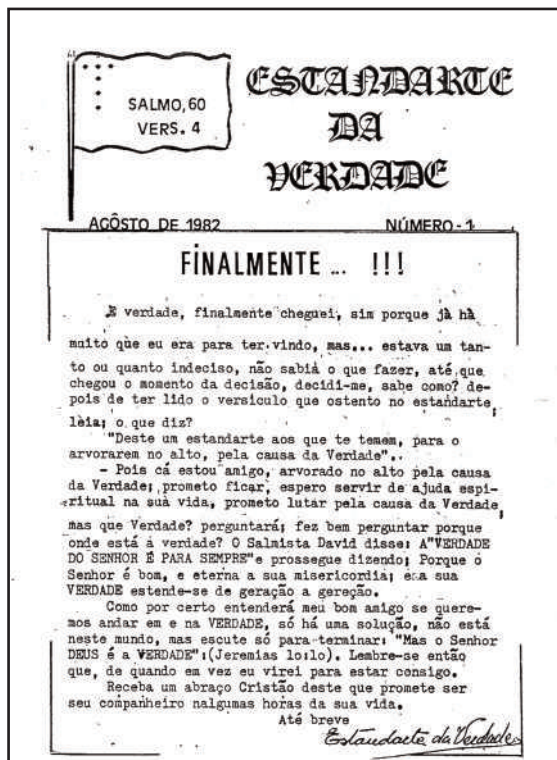 SALMO,60
VERS. 4
ESTANDARTE
DA
VERDADE
AGÔSTO DE 1982 NÚMERO-1
FINALMENTE ... !!!
É verdade, finalmente cheguei, sim porque já há
muito que eu era para ter vindo, mas... estava um tan-
to ou quanto indeciso, não sabia o que fazer, até que
chegou o momento da decisão, decidi-me, sabe como? de-
pois de ter lido o versiculo que ostento no estandarte,
lèia; o que diz?
"Deste um estandarte aos que te temem, para o
arvorarem no alto, pela causa da Verdade"..
- Pois cá estou amigo, arvorado no alto pela causa
da Verdade; prometo ficar, espero servir de ajuda espi-
ritual na suà vida, prometo lutar pela causa da Verdade,
mas que Verdade? perguntará; fez bem perguntar porque
onde está a verdade? O Salmista David disse: A"VERDADE
DO SENHOR É PARA SEMPRE"e prossegue dizendo; Porque o
Senhor é bom, e eterna a sua misericordia; e a sua
VERDADE estende-se de geração a gereção.
Como por certo entenderá meu bom amigo se quere-
mos andar em e na VERDADE, só há uma solução, não está
neste mundo, mas escute só para terminar: "Mas o Senhor
DEUS é a VERDADE":(Jeremias lo:lo). Lembre-se então
que, de quando em vez eu virei para estar consigo.
Receba um abraço Cristão deste que promete ser
seu companheiro nalgumas horas da sua vida.
Até breve
Estandarte da Verdade